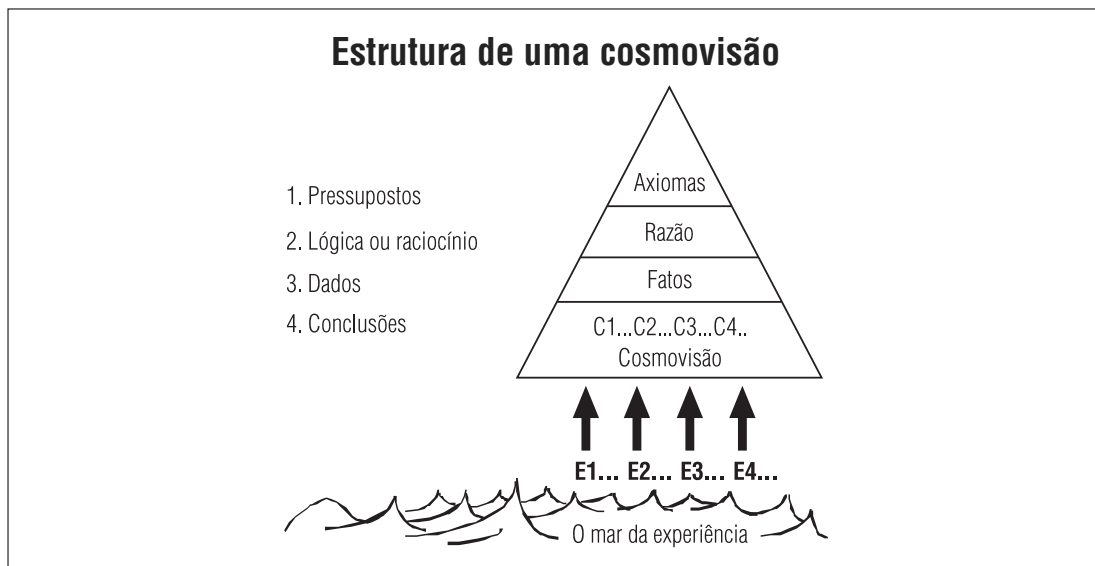 Estrutura de uma cosmovisão
1. Pressupostos
2. Lógica ou raciocínio
3. Dados
4. Conclusões
Axiomas
Razão
Fatos
C1...C2...C3...C4..
Cosmovisão
E1... E2... E3... E4...
O mar da experiência